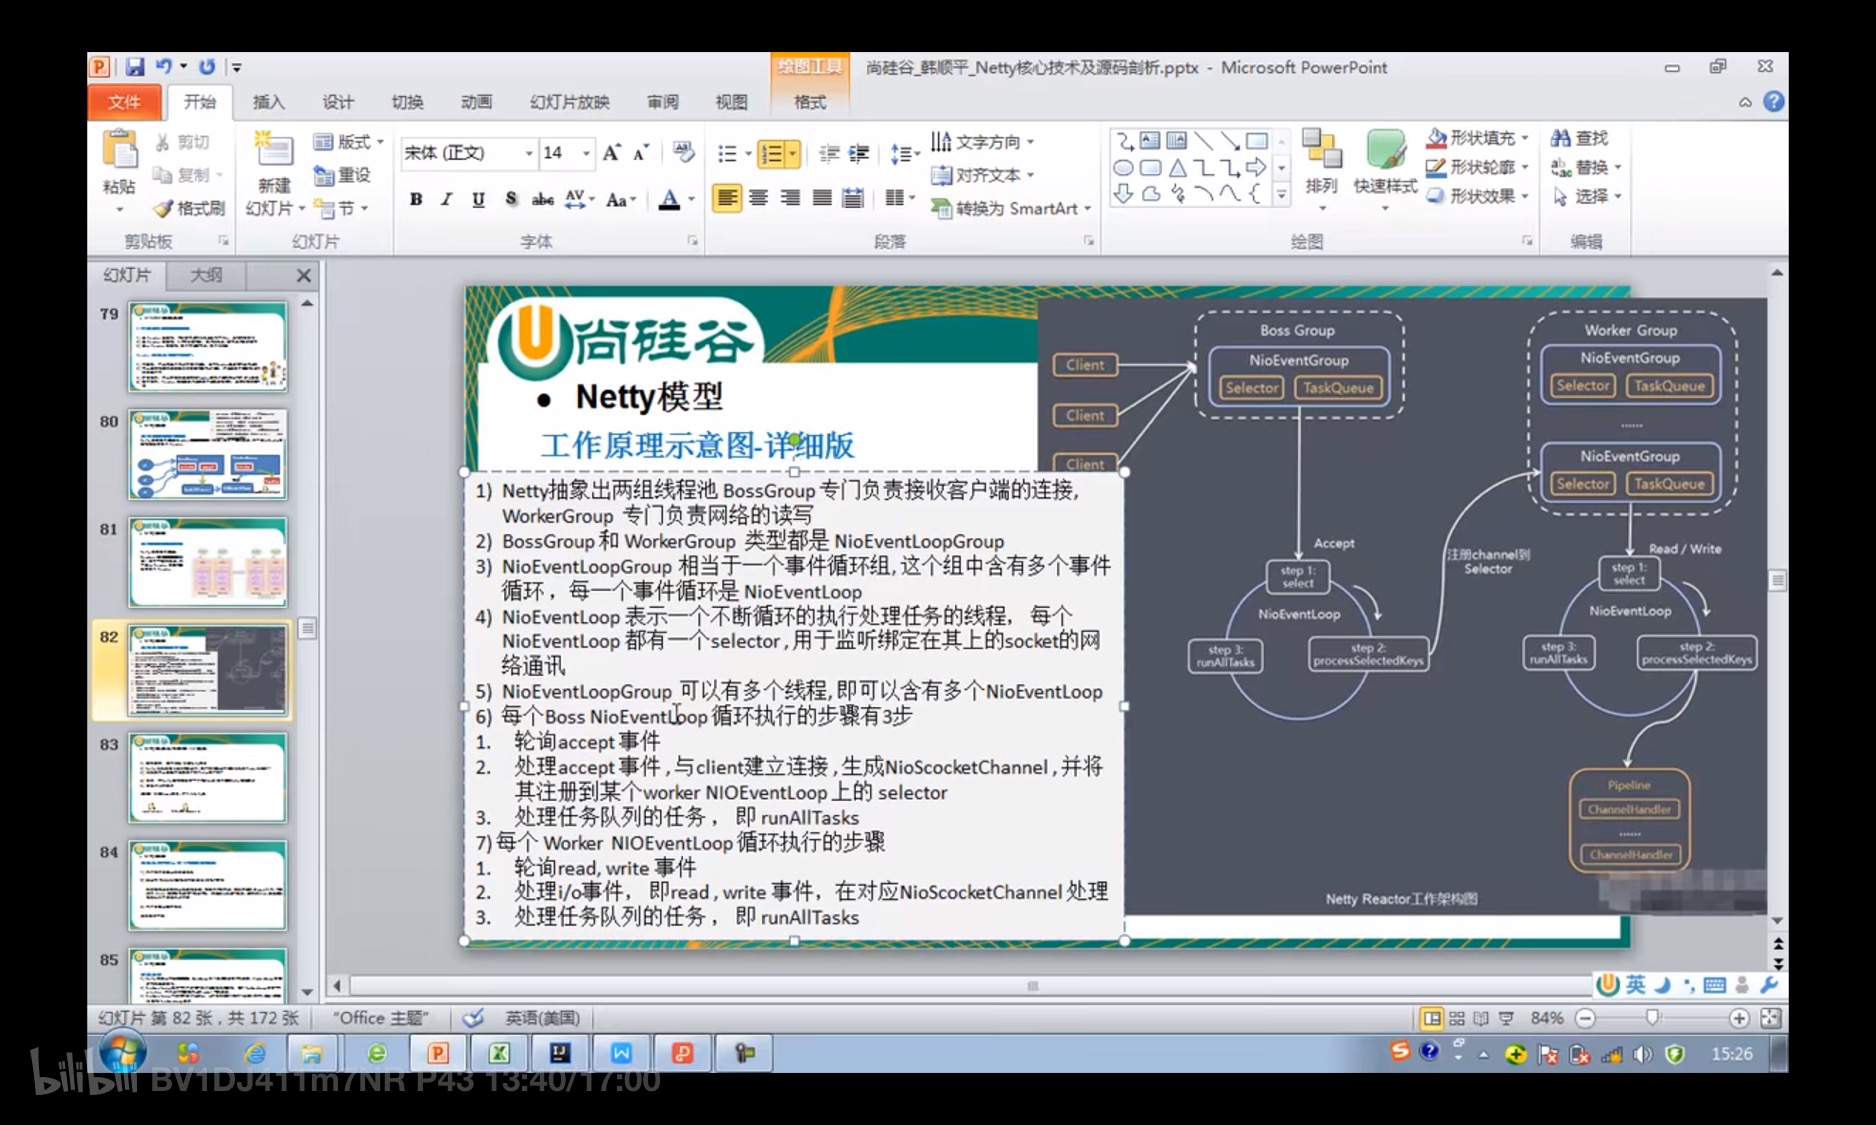 绘图工具
尚硅谷_韩顺平_Netty核心技术及源码剖析.pptx - Microsoft PowerPoint
文件 开始 插入 设计 切换 动画 幻灯片放映 审阅 视图 格式
粘贴
剪切
复制
格式刷
剪贴板
新建
幻灯片
版式
重设
节
幻灯片
宋体 (正文) 14
B I U S abc AV Aa A
字体
文字方向
对齐文本
转换为 SmartArt
段落
排列
快速样式
形状填充
形状轮廓
形状效果
绘图
查找
替换
选择
编辑
幻灯片 大纲
79
80
81
82
83
84
85
尚硅谷
● Netty模型
工作原理示意图-详细版
1) Netty抽象出两组线程池 BossGroup 专门负责接收客户端的连接,
WorkerGroup 专门负责网络的读写
2) BossGroup 和 WorkerGroup 类型都是 NioEventLoopGroup
3) NioEventLoopGroup 相当于一个事件循环组, 这个组中含有多个事件
循环 , 每一个事件循环是 NioEventLoop
4) NioEventLoop 表示一个不断循环的执行处理任务的线程, 每个
NioEventLoop 都有一个selector , 用于监听绑定在其上的socket的网
络通讯
5) NioEventLoopGroup 可以有多个线程, 即可以含有多个NioEventLoop
6) 每个Boss NioEventLoop 循环执行的步骤有3步
1. 轮询accept 事件
2. 处理accept 事件 , 与client建立连接 , 生成NioScocketChannel , 并将
其注册到某个worker NIOEventLoop 上的 selector
3. 处理任务队列的任务 , 即 runAllTasks
7) 每个 Worker NIOEventLoop 循环执行的步骤
1. 轮询read, write 事件
2. 处理i/o事件, 即read , write 事件, 在对应NioScocketChannel 处理
3. 处理任务队列的任务 , 即 runAllTasks
Client
Client
Client
Boss Group
NioEventGroup
Selector TaskQueue
Accept
step 1:
select
NioEventLoop
step 2:
processSelectedKeys
step 3:
runAllTasks
注册channel到
Selector
Worker Group
NioEventGroup
Selector TaskQueue
......
NioEventGroup
Selector TaskQueue
Read / Write
step 1:
select
NioEventLoop
step 2:
processSelectedKeys
step 3:
runAllTasks
Pipeline
ChannelHandler
......
ChannelHandler
Netty Reactor工作架构图
英
幻灯片 第 82 张 , 共 172 张 "Office 主题" 英语(美国) 84%
15:26
bilibili BV1DJ411m7NR P43 13:40/17:00